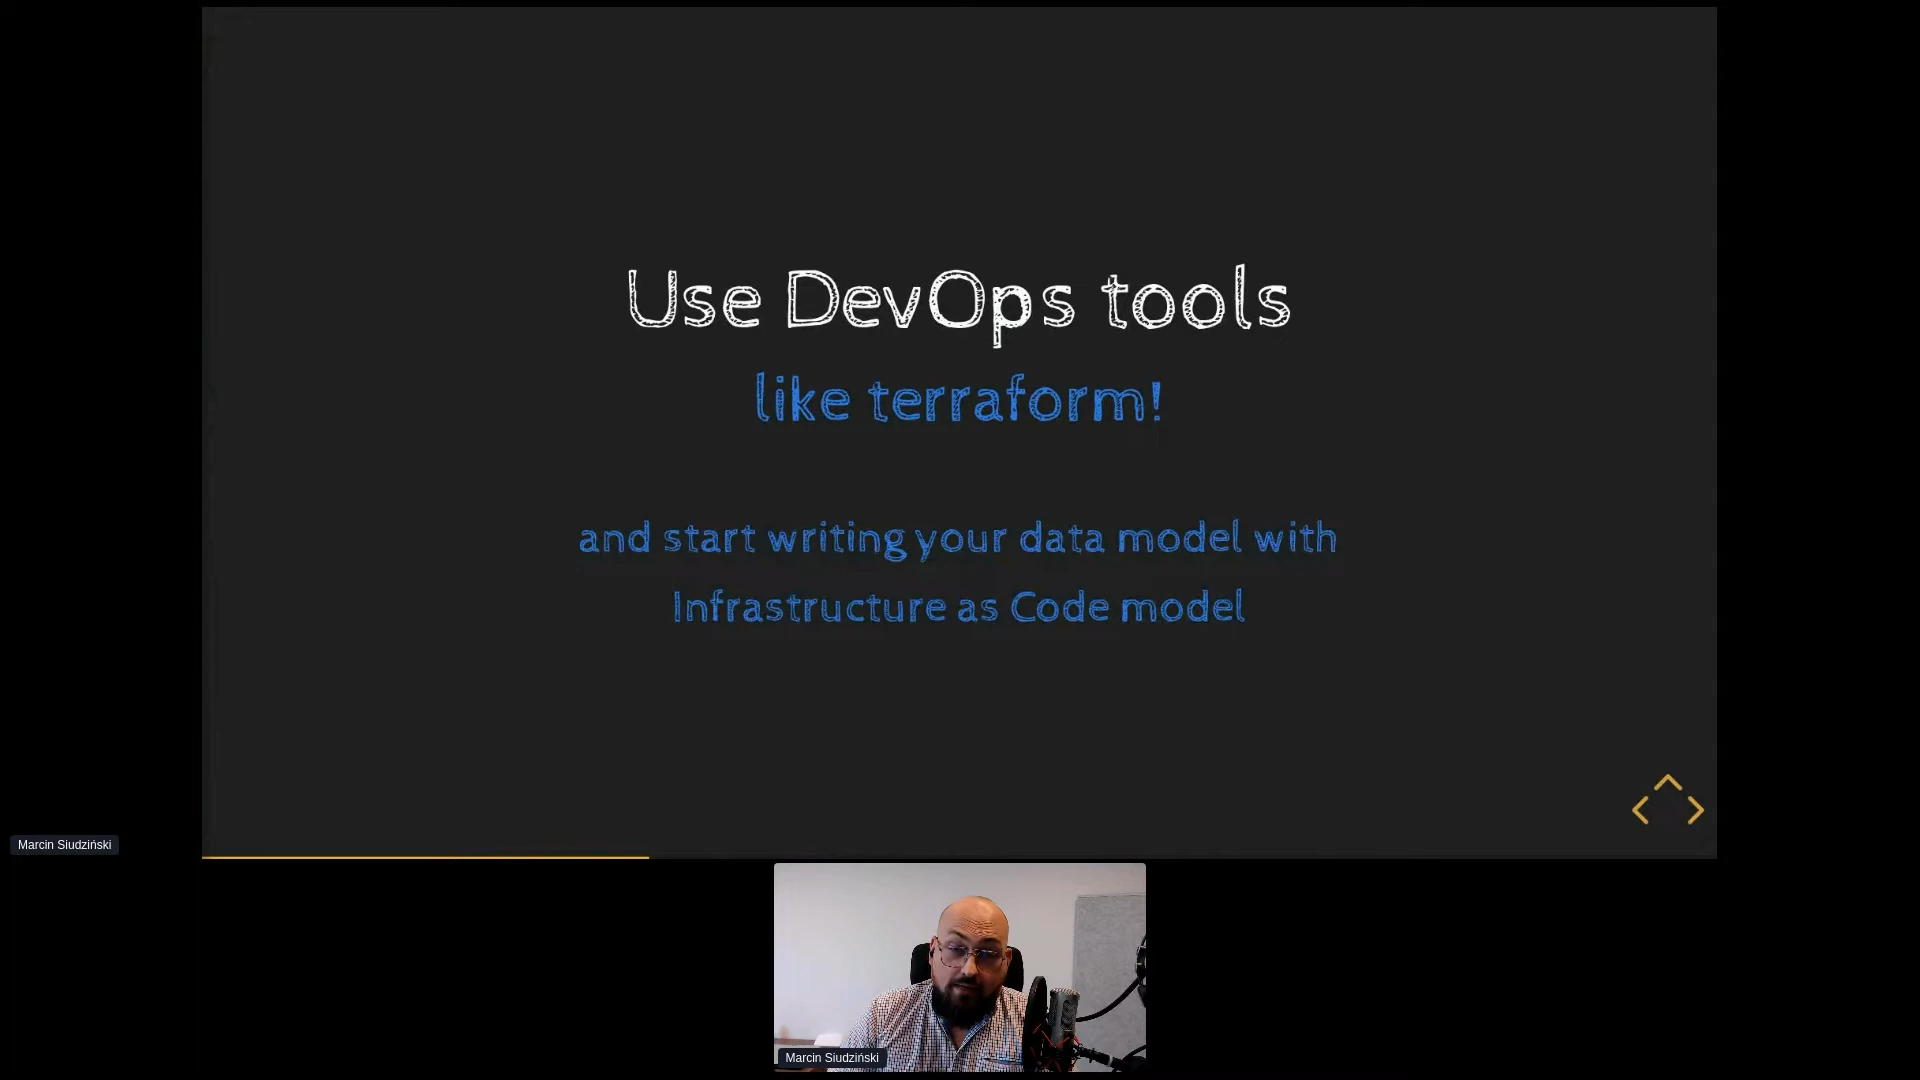 Use DevOps tools
like terraform!
and start writing your data model with
Infrastructure as Code model
Marcin Siudziński
Marcin Siudziński